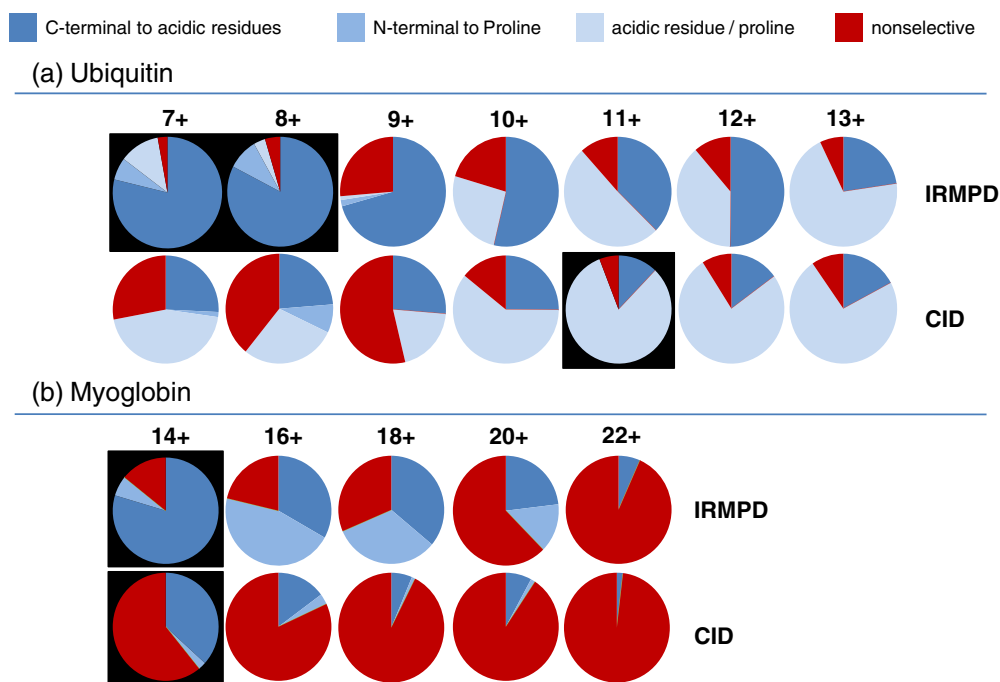 C-terminal to acidic residues N-terminal to Proline acidic residue / proline nonselective
(a) Ubiquitin
7+ 8+ 9+ 10+ 11+ 12+ 13+
IRMPD
CID
(b) Myoglobin
14+ 16+ 18+ 20+ 22+
IRMPD
CID